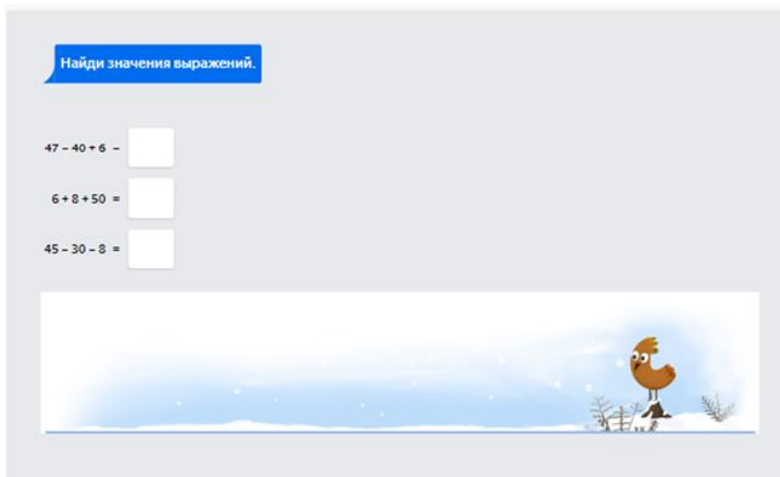 Найди значения выражений.
47 – 40 + 6 =
6 + 8 + 50 =
45 – 30 – 8 =